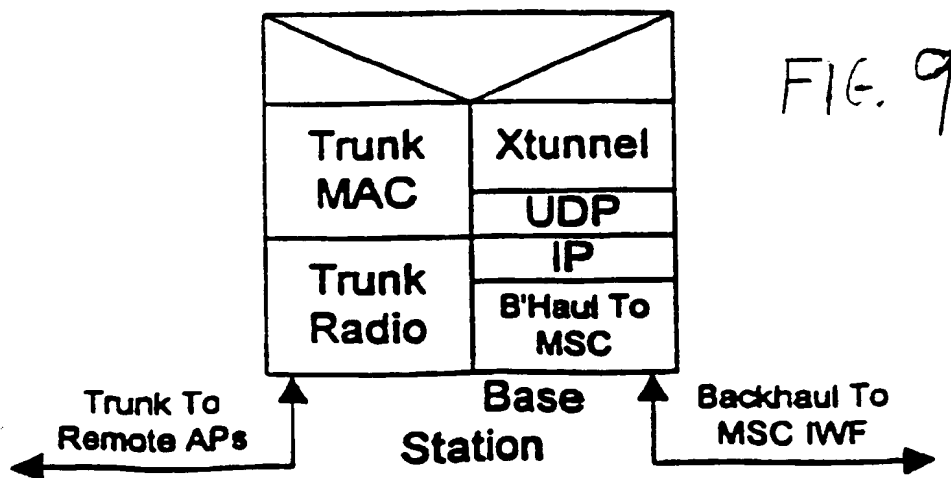 FIG. 9
Trunk
MAC
Xtunnel
UDP
IP
Trunk
Radio
B'Haul To
MSC
Base
Station
Trunk To
Remote APs
Backhaul To
MSC IWF